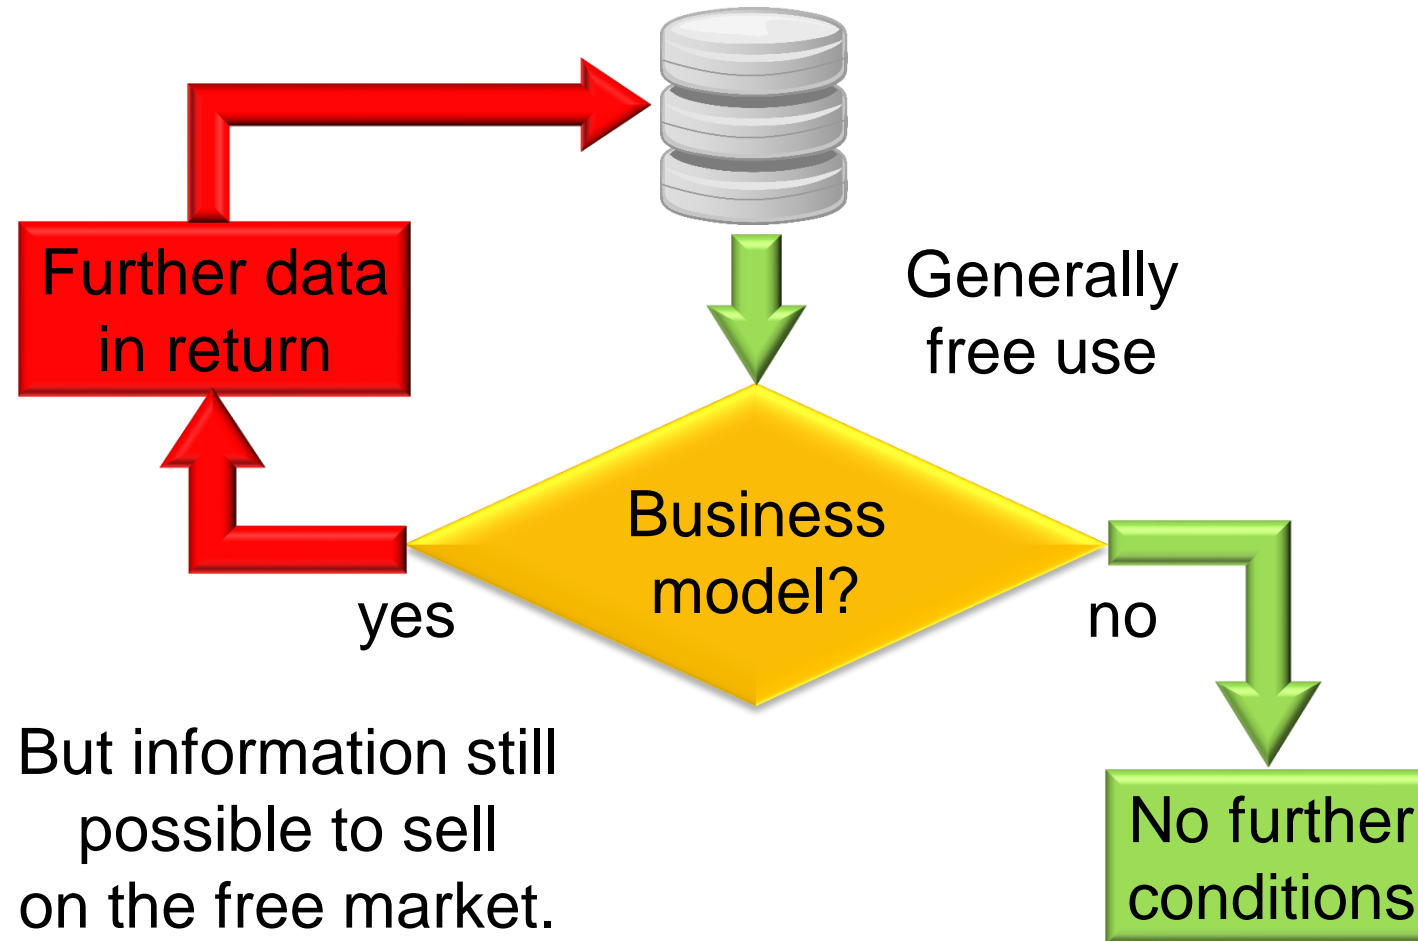 Further data
in return
Generally
free use
Business
model?
yes
no
But information still
possible to sell
on the free market.
No further
conditions